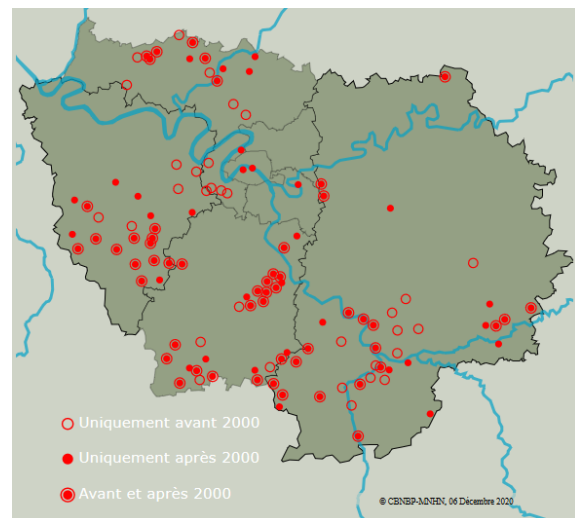 Uniquement avant 2000
Uniquement après 2000
Avant et après 2000
© CBNBP-MNHN, 06 Décembre 2020